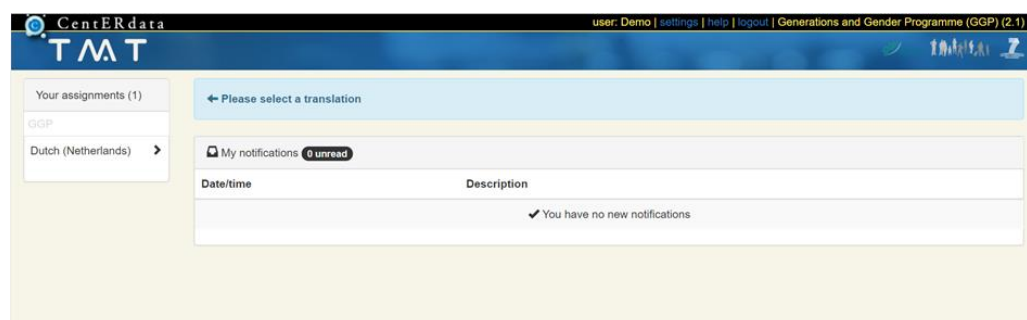 CentERdata
user: Demo | settings | help | logout | Generations and Gender Programme (GGP) (2.1)
TMT
Your assignments (1)
Please select a translation
GGP
Dutch (Netherlands)
My notifications 0 unread
Date/time Description
You have no new notifications